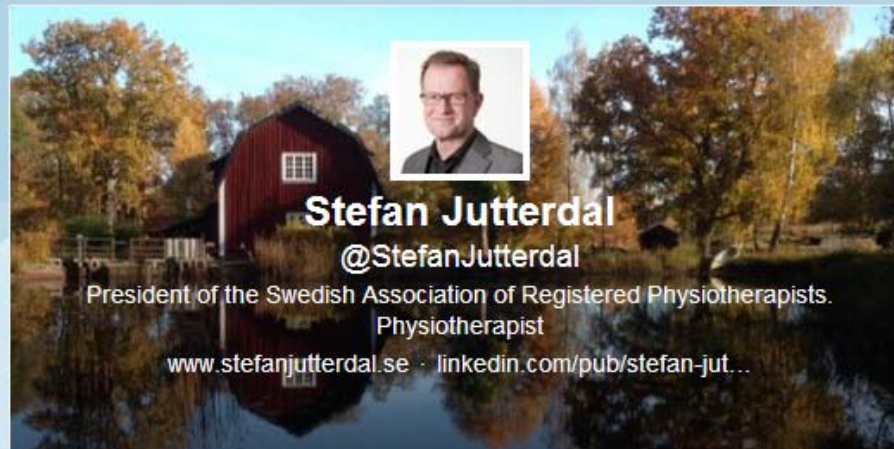 Stefan Jutterdal
@StefanJutterdal
President of the Swedish Association of Registered Physiotherapists.
Physiotherapist
www.stefanjutterdal.se · linkedin.com/pub/stefan-jut...